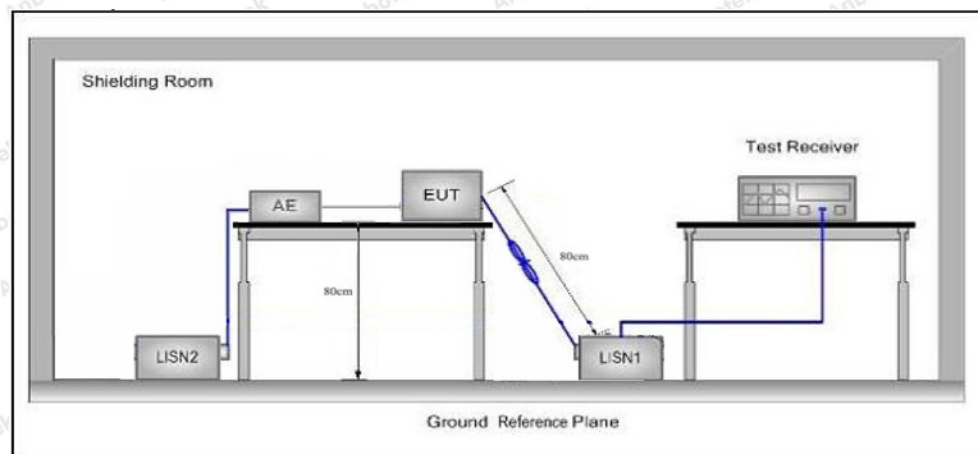 Shielding Room
Test Receiver
EUT
AE
80cm
80cm
LISN2
LISN1
Ground Reference Plane